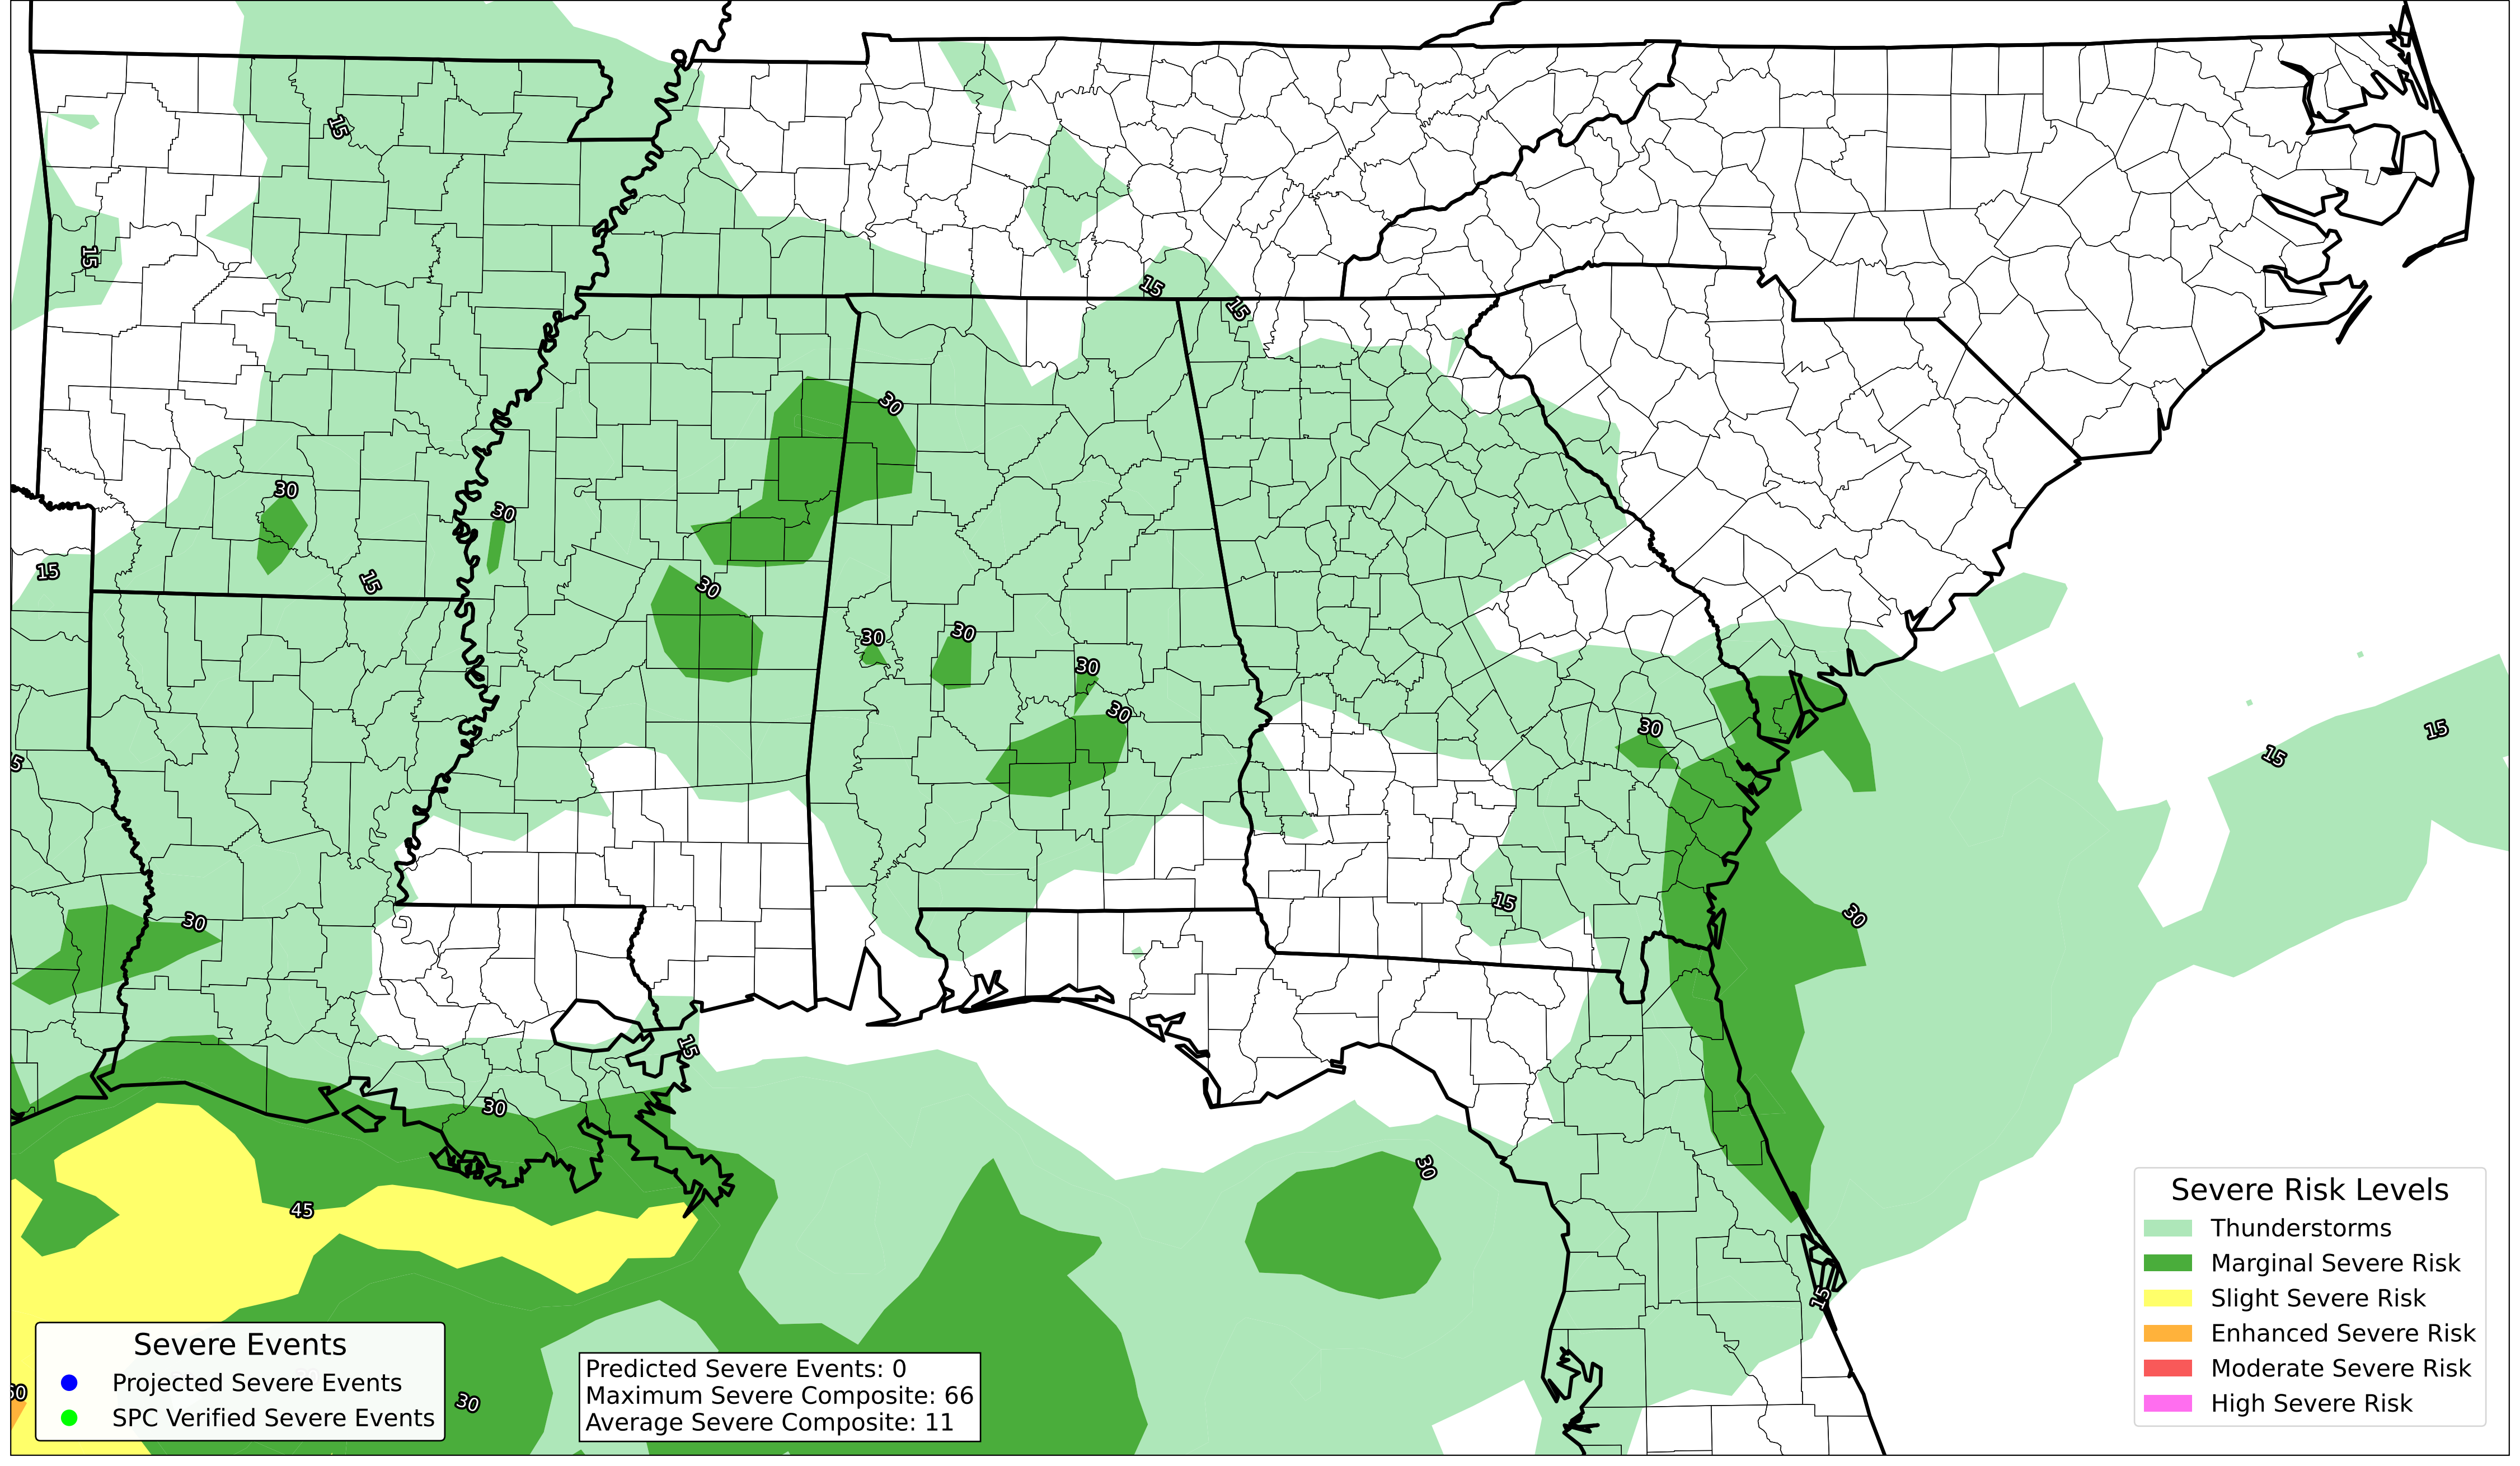 15
15
15
15
30
30
30
15
15
30
30
30
30
30
30
15
15
15
30
15
30
15
30
30
45
15
30
Severe Risk Levels
Thunderstorms
Marginal Severe Risk
Slight Severe Risk
Enhanced Severe Risk
Moderate Severe Risk
High Severe Risk
Severe Events
Projected Severe Events
SPC Verified Severe Events
Predicted Severe Events: 0
Maximum Severe Composite: 66
Average Severe Composite: 11